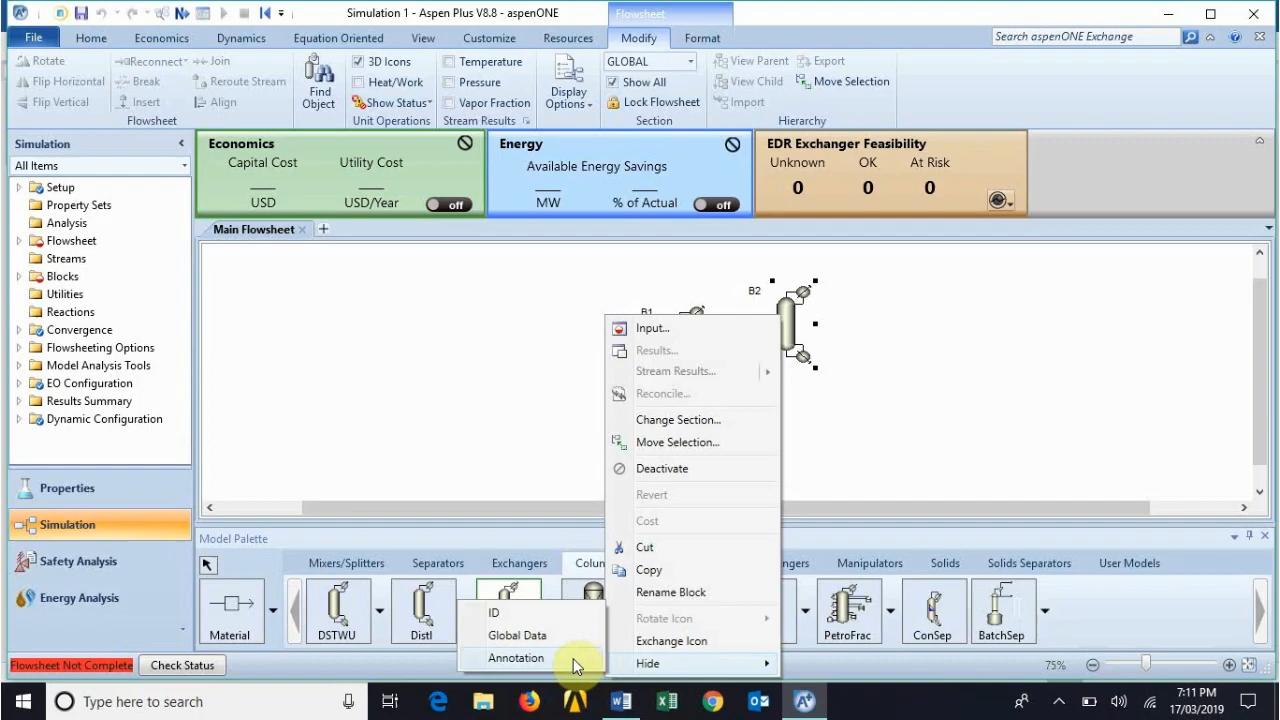 Simulation 1 - Aspen Plus V8.8 - aspenONE
Flowsheet
File
Home
Economics
Dynamics
Equation Oriented
View
Customize
Resources
Modify
Format
Search aspenONE Exchange
Rotate
Flip Horizontal
Flip Vertical
Reconnect
Break
Insert
Join
Reroute Stream
Align
Flowsheet
Find
Object
3D Icons
Heat/Work
Show Status
Unit Operations
Temperature
Pressure
Vapor Fraction
Stream Results
Display
Options
GLOBAL
Show All
Lock Flowsheet
Section
View Parent
View Child
Import
Export
Move Selection
Hierarchy
Simulation
All Items
Setup
Property Sets
Analysis
Flowsheet
Streams
Blocks
Utilities
Reactions
Convergence
Flowsheeting Options
Model Analysis Tools
EO Configuration
Results Summary
Dynamic Configuration
Properties
Simulation
Safety Analysis
Energy Analysis
Economics
Capital Cost Utility Cost
USD USD/Year off
Energy
Available Energy Savings
MW % of Actual off
EDR Exchanger Feasibility
Unknown OK At Risk
0 0 0
Main Flowsheet
B1
B2
Input...
Results...
Stream Results...
Reconcile...
Change Section...
Move Selection...
Deactivate
Revert
Cost
Cut
Copy
Rename Block
Rotate Icon
Exchange Icon
Hide
ID
Global Data
Annotation
Model Palette
Mixers/Splitters
Separators
Exchangers
Colun
ngers
Manipulators
Solids
Solids Separators
User Models
Material
DSTWU
Distl
PetroFrac
ConSep
BatchSep
Flowsheet Not Complete
Check Status
75%
Type here to search
7:11 PM
17/03/2019